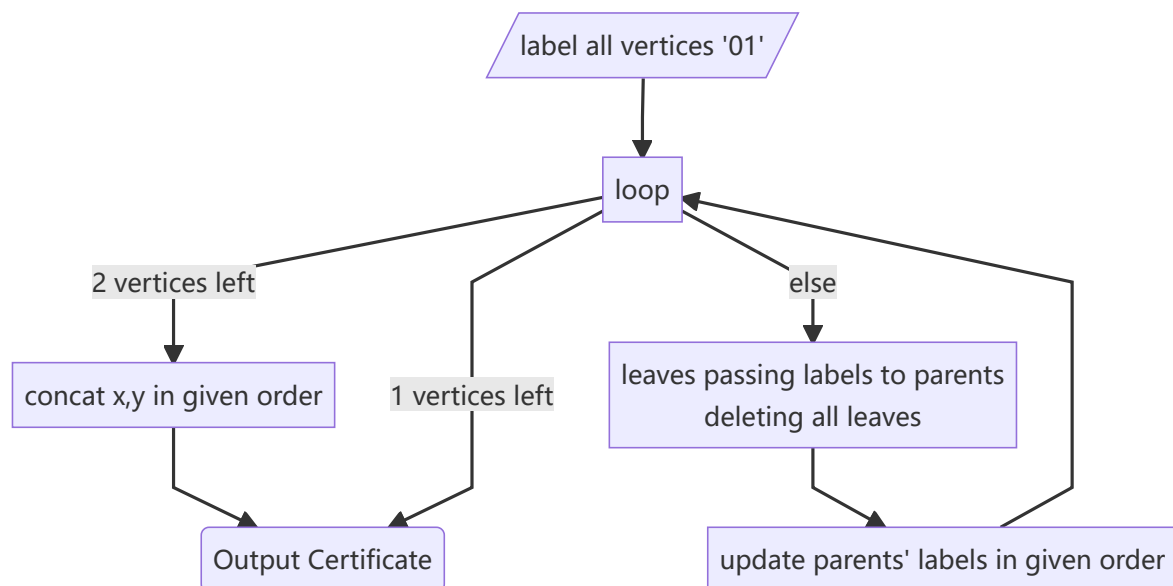 label all vertices '01'
loop
2 vertices left
else
1 vertices left
concat x,y in given order
leaves passing labels to parents
deleting all leaves
Output Certificate
update parents' labels in given order